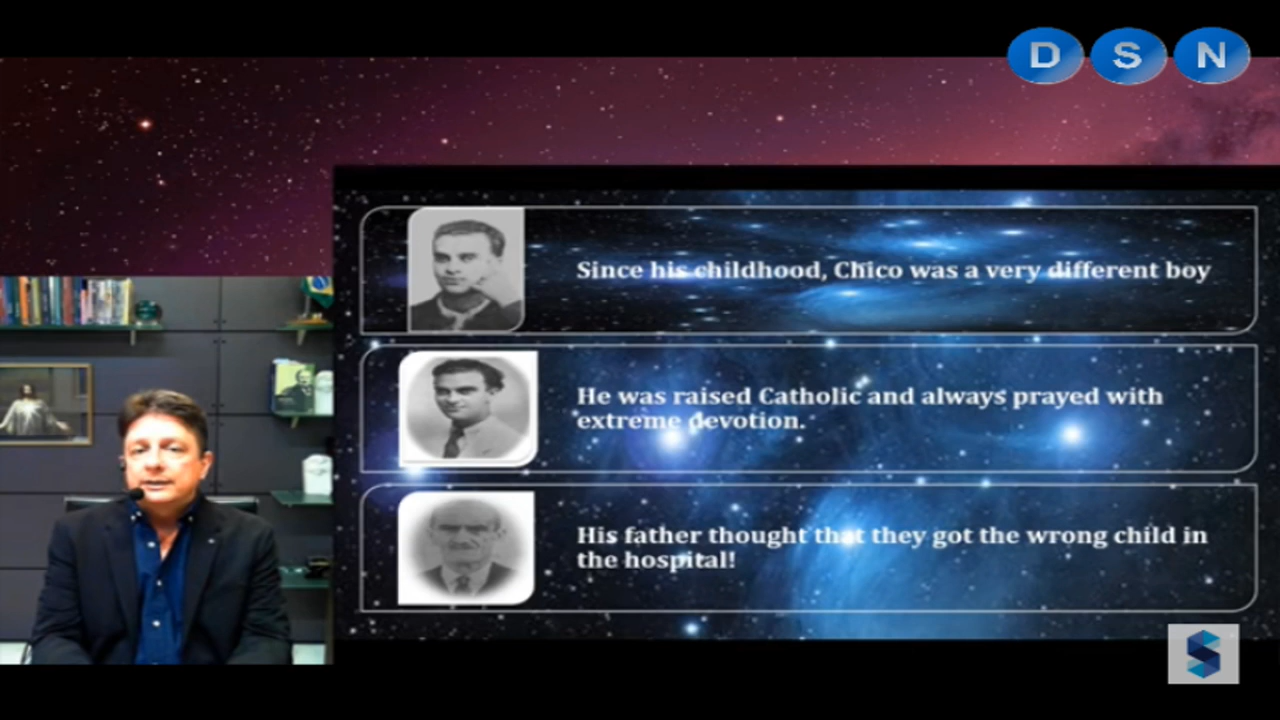 D S N
Since his childhood, Chico was a very different boy
He was raised Catholic and always prayed with
extreme devotion.
His father thought that they got the wrong child in
the hospital!